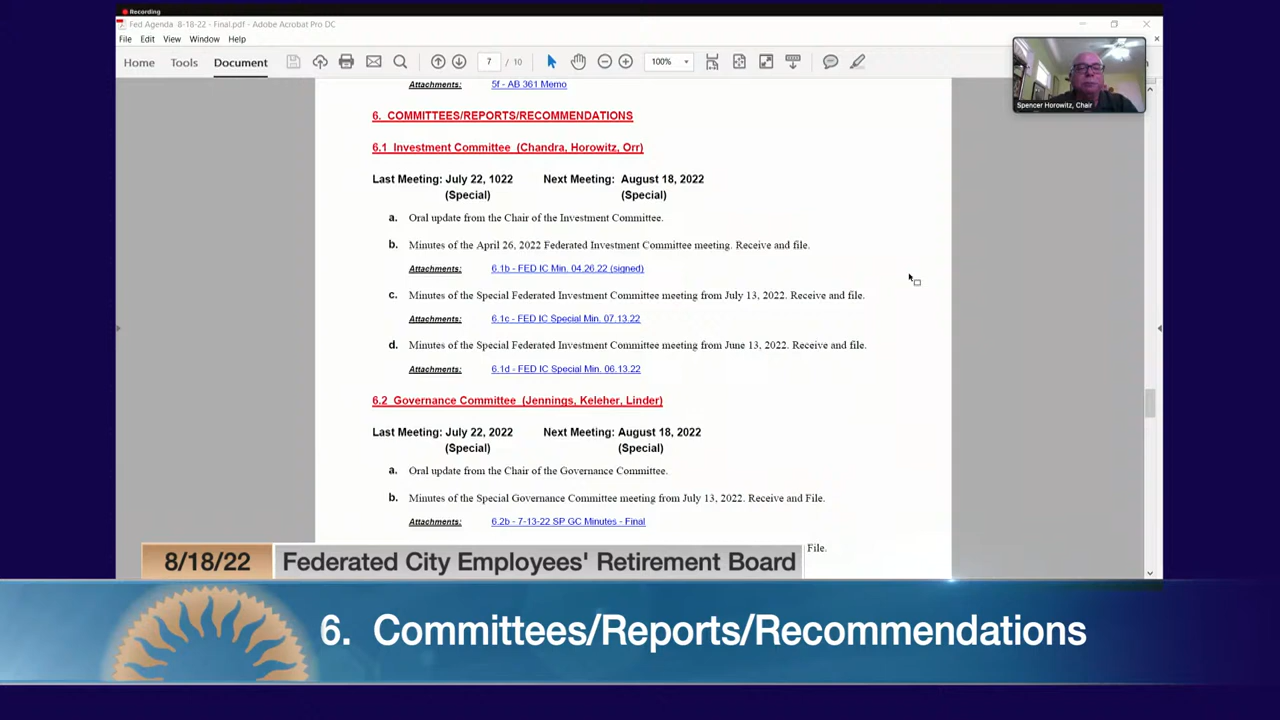 Recording
Fed Agenda 8-18-22 - Final.pdf - Adobe Acrobat Pro DC
File Edit View Window Help
Home Tools Document 7 / 10 100%
Spencer Horowitz, Chair
Attachments: 5f - AB 361 Memo
6. COMMITTEES/REPORTS/RECOMMENDATIONS
6.1 Investment Committee (Chandra, Horowitz, Orr)
Last Meeting: July 22, 1022 Next Meeting: August 18, 2022
(Special) (Special)
a. Oral update from the Chair of the Investment Committee.
b. Minutes of the April 26, 2022 Federated Investment Committee meeting. Receive and file.
Attachments: 6.1b - FED IC Min. 04.26.22 (signed)
c. Minutes of the Special Federated Investment Committee meeting from July 13, 2022. Receive and file.
Attachments: 6.1c - FED IC Special Min. 07.13.22
d. Minutes of the Special Federated Investment Committee meeting from June 13, 2022. Receive and file.
Attachments: 6.1d - FED IC Special Min. 06.13.22
6.2 Governance Committee (Jennings, Keleher, Linder)
Last Meeting: July 22, 2022 Next Meeting: August 18, 2022
(Special) (Special)
a. Oral update from the Chair of the Governance Committee.
b. Minutes of the Special Governance Committee meeting from July 13, 2022. Receive and File.
Attachments: 6.2b - 7-13-22 SP GC Minutes - Final
File.
8/18/22 Federated City Employees' Retirement Board
6. Committees/Reports/Recommendations